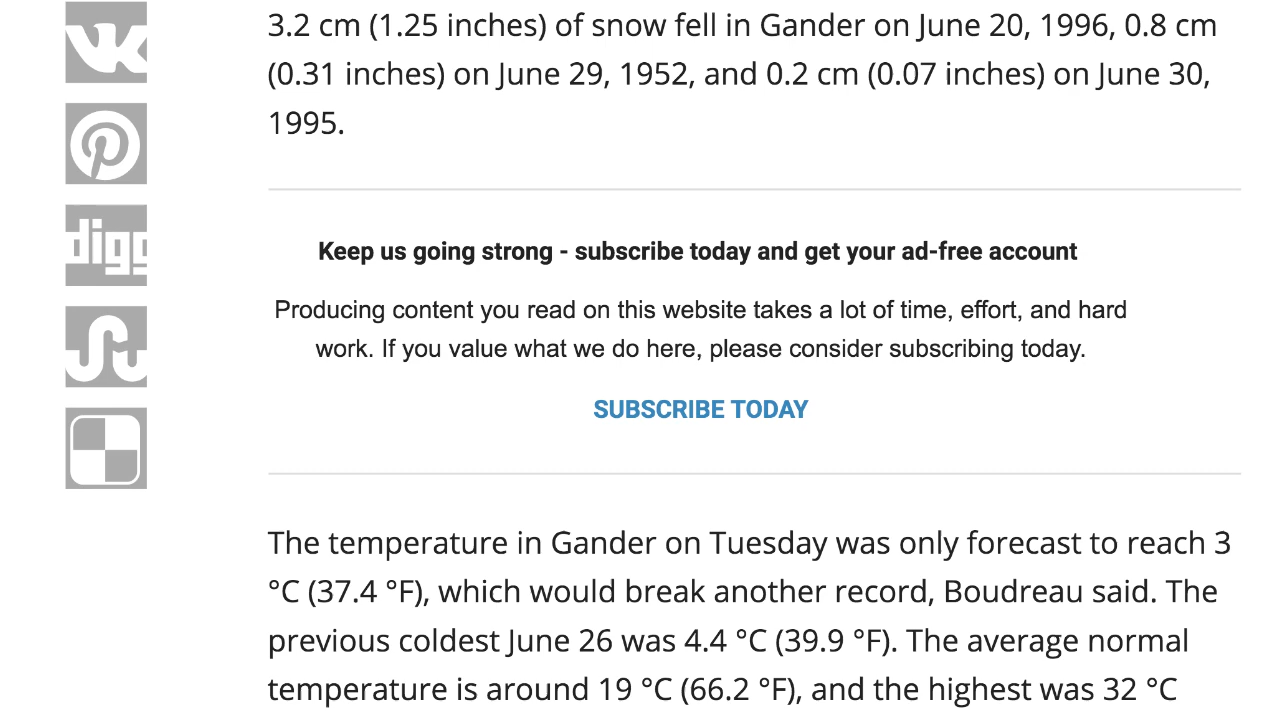 3.2 cm (1.25 inches) of snow fell in Gander on June 20, 1996, 0.8 cm
(0.31 inches) on June 29, 1952, and 0.2 cm (0.07 inches) on June 30,
1995.
digg
Keep us going strong - subscribe today and get your ad-free account
Producing content you read on this website takes a lot of time, effort, and hard
work. If you value what we do here, please consider subscribing today.
SUBSCRIBE TODAY
The temperature in Gander on Tuesday was only forecast to reach 3
°C (37.4 °F), which would break another record, Boudreau said. The
previous coldest June 26 was 4.4 °C (39.9 °F). The average normal
temperature is around 19 °C (66.2 °F), and the highest was 32 °C